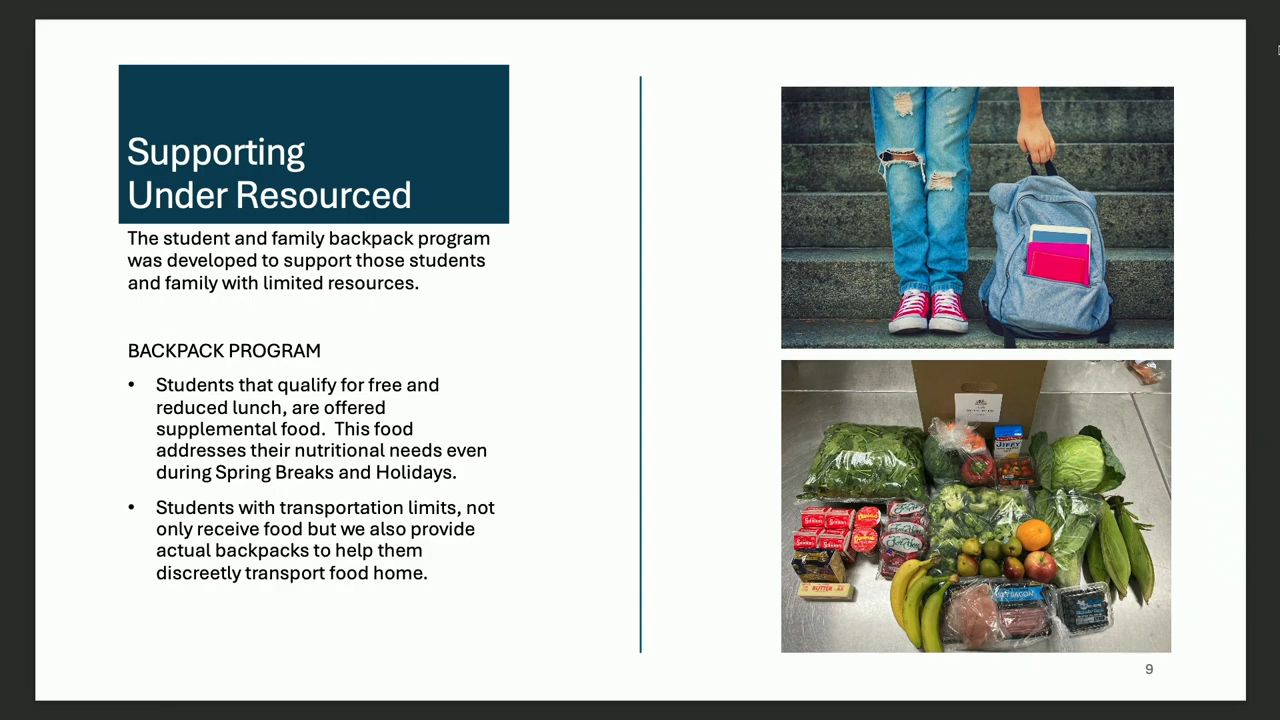 Supporting
Under Resourced
The student and family backpack program
was developed to support those students
and family with limited resources.
BACKPACK PROGRAM
• Students that qualify for free and
reduced lunch, are offered
supplemental food.  This food
addresses their nutritional needs even
during Spring Breaks and Holidays.
• Students with transportation limits, not
only receive food but we also provide
actual backpacks to help them
discreetly transport food home.
JIFFY
BACON
BUTTER
9